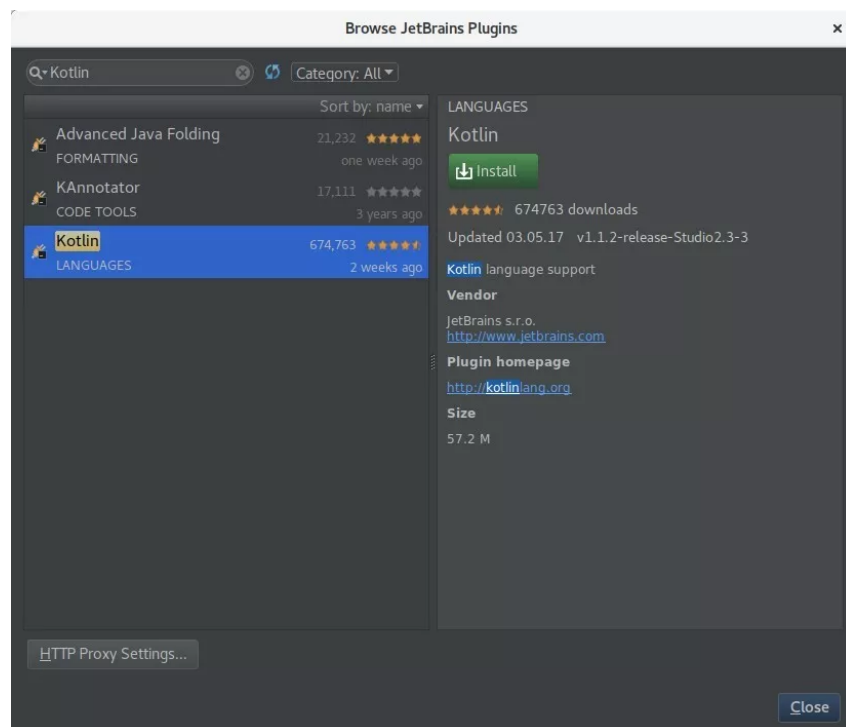 Browse JetBrains Plugins
×
Kotlin
Category: All
Sort by: name
Advanced Java Folding 21,232
FORMATTING one week ago
KAnnotator 17,111
CODE TOOLS 3 years ago
Kotlin 674,763
LANGUAGES 2 weeks ago
LANGUAGES
Kotlin
Install
674763 downloads
Updated 03.05.17 v1.1.2-release-Studio2.3-3
Kotlin language support
Vendor
JetBrains s.r.o.
http://www.jetbrains.com
Plugin homepage
http://kotlinlang.org
Size
57.2 M
HTTP Proxy Settings...
Close